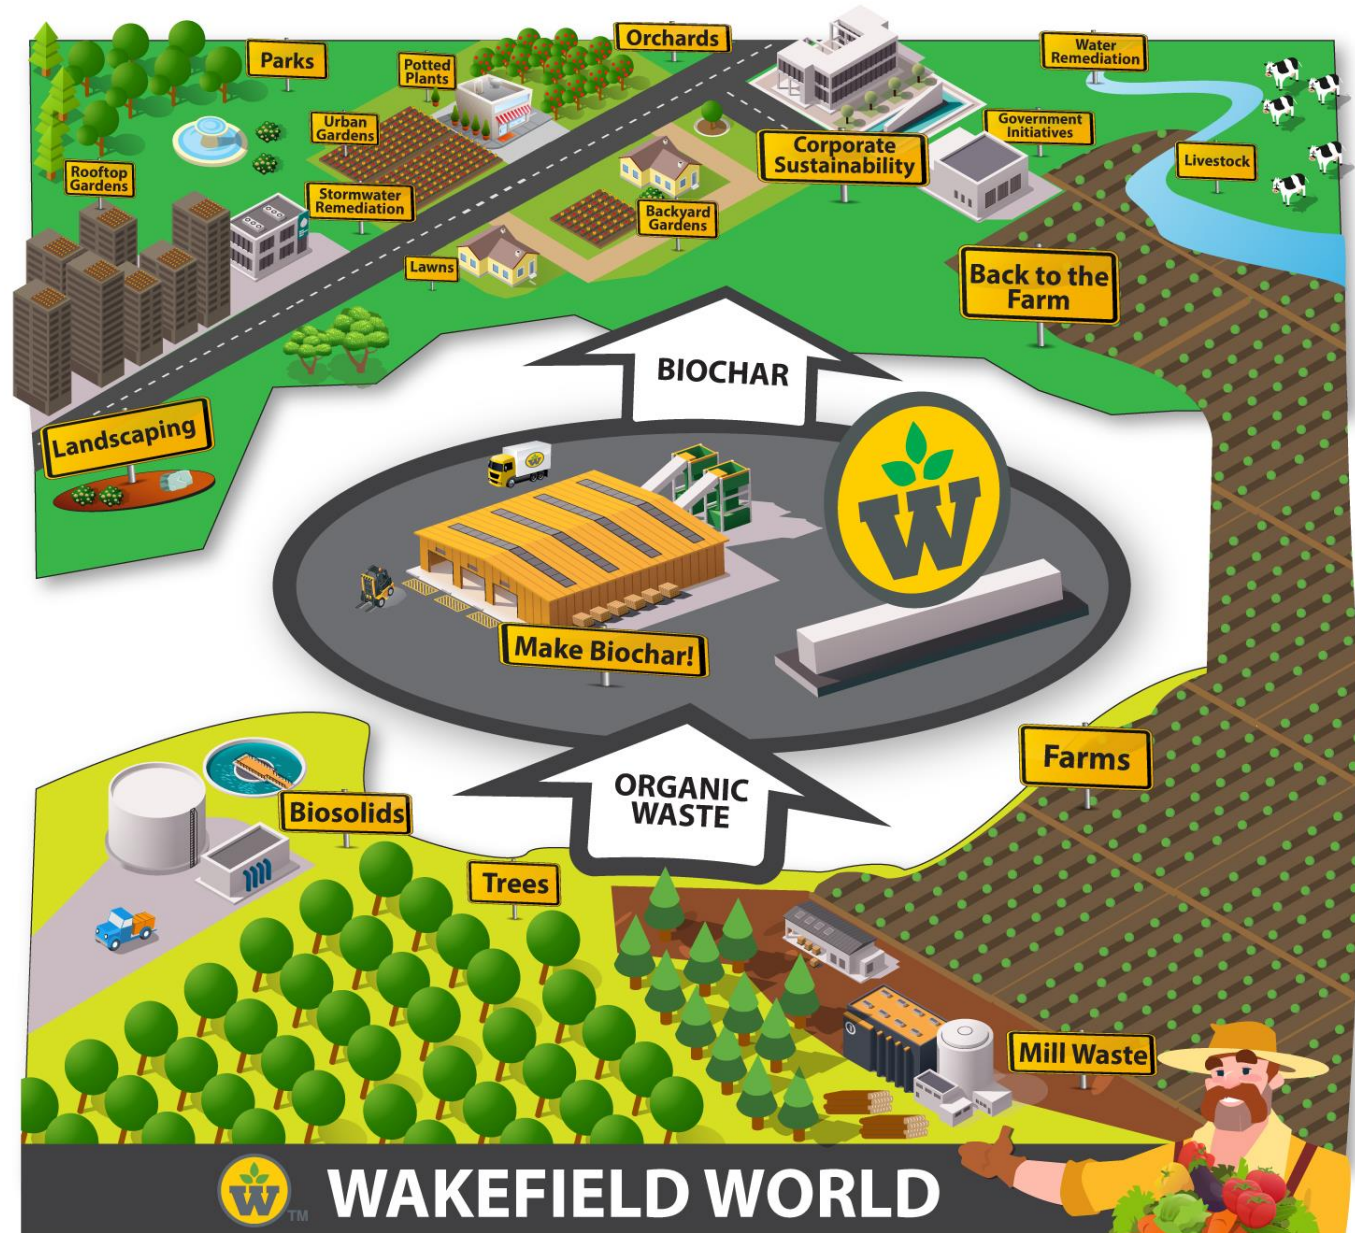 Parks
Potted
Plants
Orchards
Water
Remediation
Urban
Gardens
Government
Initiatives
Corporate
Sustainability
Livestock
Rooftop
Gardens
Stormwater
Remediation
Backyard
Gardens
Lawns
Back to the
Farm
BIOCHAR
Landscaping
W
Make Biochar!
Farms
ORGANIC
WASTE
Biosolids
Trees
Mill Waste
W
TM
WAKEFIELD WORLD